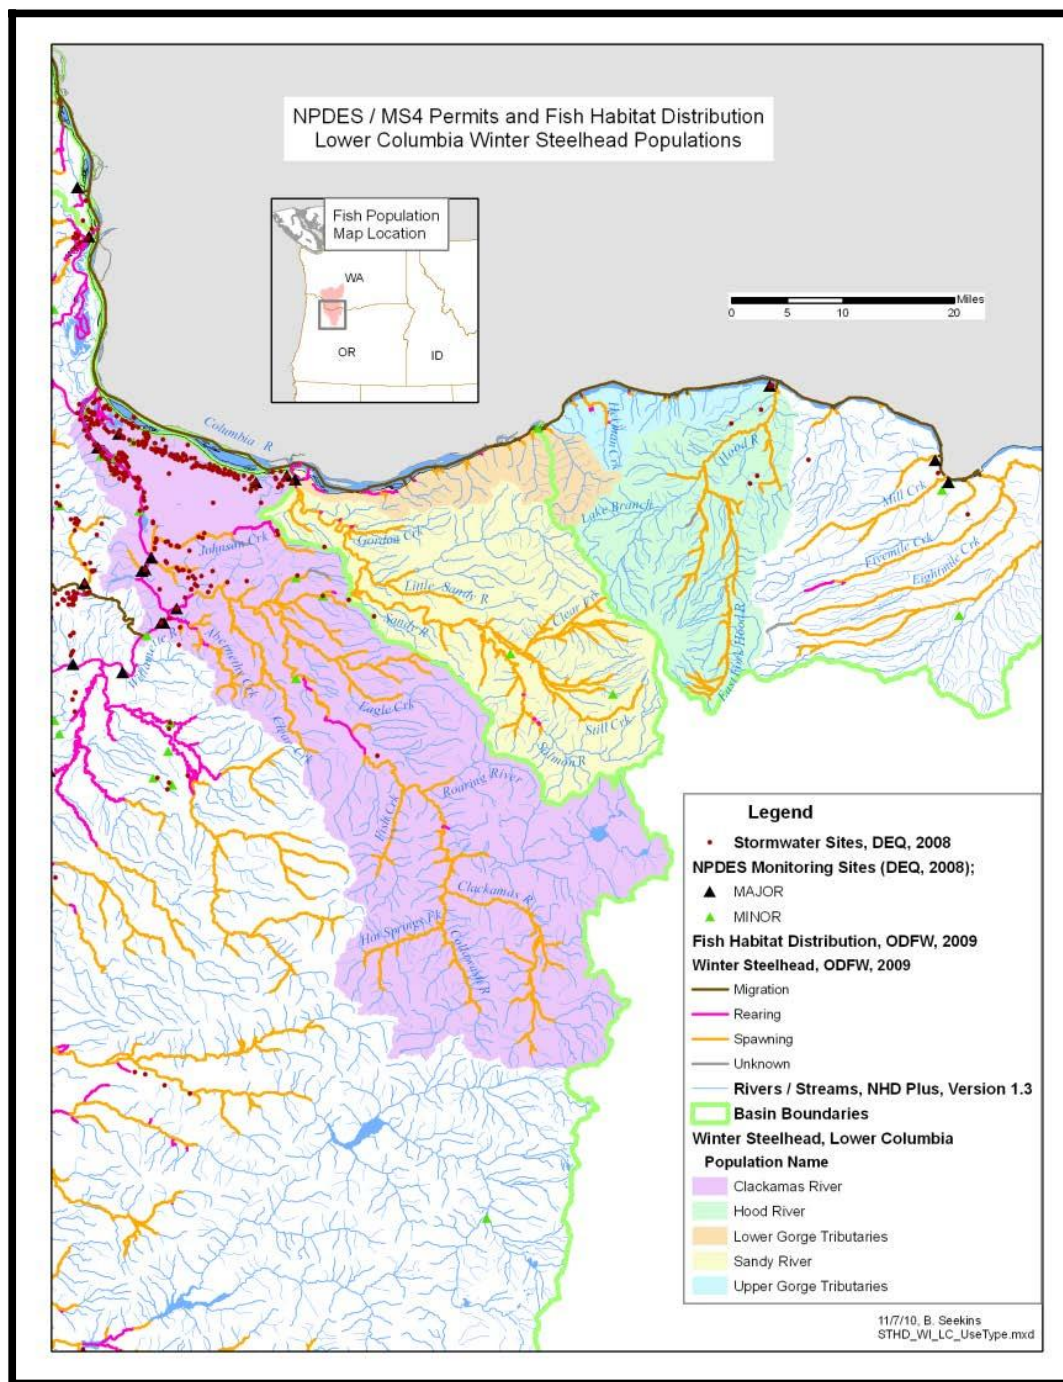 NPDES / MS4 Permits and Fish Habitat Distribution
Lower Columbia Winter Steelhead Populations
Fish Population
Map Location
WA
OR
ID
Miles
0 5 10 20
Columbia R
Herman Crk
Hood R
Lake Branch
Mill Crk
Fivemile Crk
Eightmile Crk
Gordon Crk
Johnson Crk
Little Sandy R
Clear Frk
Sandy R
East Fork Hood R
Willamette R
Abernethy Crk
Eagle Crk
Clear Crk
Still Crk
Salmon R
Roaring River
Fish Crk
Clackamas R
Hot Springs Fk
Collawash R
Legend
Stormwater Sites, DEQ, 2008
NPDES Monitoring Sites (DEQ, 2008);
MAJOR
MINOR
Fish Habitat Distribution, ODFW, 2009
Winter Steelhead, ODFW, 2009
Migration
Rearing
Spawning
Unknown
Rivers / Streams, NHD Plus, Version 1.3
Basin Boundaries
Winter Steelhead, Lower Columbia
Population Name
Clackamas River
Hood River
Lower Gorge Tributaries
Sandy River
Upper Gorge Tributaries
11/7/10, B. Seekins
STHD_WI_LC_UseType.mxd